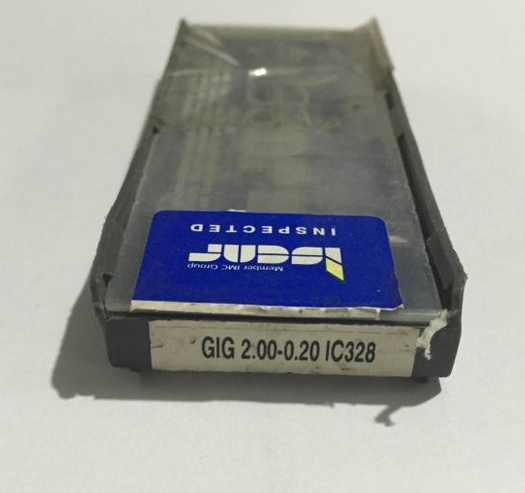 INSPECTED
iscar
Member IMC Group
GIG 2.00-0.20 IC328